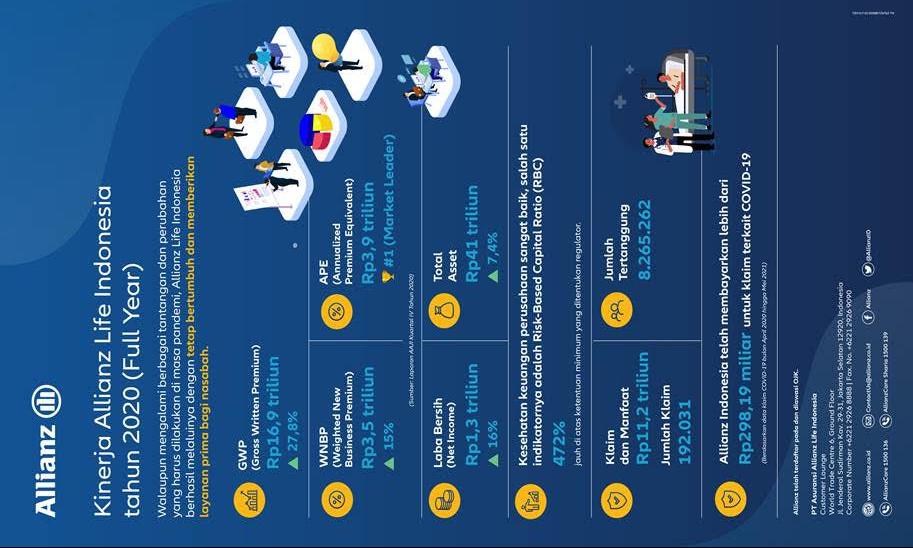 Allianz
Kinerja Allianz Life Indonesia
tahun 2020 (Full Year)
Walaupun mengalami berbagai tantangan dan perubahan
yang harus dilakukan di masa pandemi, Allianz Life Indonesia
berhasil melaluinya dengan tetap bertumbuh dan memberikan
layanan prima bagi nasabah.
GWP
(Gross Written Premium)
Rp16,9 triliun
27,8%
WNBP
(Weighted New
Business Premium)
Rp3,5 triliun
15%
APE
(Annualized
Premium Equivalent)
Rp3,9 triliun
#1 (Market Leader)
(Sumber: laporan AAJI Kuartal IV Tahun 2020)
Laba Bersih
(Net Income)
Rp1,3 triliun
16%
Total
Asset
Rp41 triliun
7,4%
Kesehatan keuangan perusahaan sangat baik, salah satu
indikatornya adalah Risk-Based Capital Ratio (RBC)
472%
jauh di atas ketentuan minimum yang ditentukan regulator.
Klaim
dan Manfaat
Rp11,2 triliun
Jumlah Klaim
192.031
Jumlah
Tertanggung
8.265.262
Allianz Indonesia telah membayarkan lebih dari
Rp298,19 miliar untuk klaim terkait COVID-19
(Berdasarkan data klaim COVID-19 bulan April 2020 hingga Mei 2021)
Allianz telah terdaftar pada dan diawasi OJK.
PT Asuransi Allianz Life Indonesia
Customer Lounge
World Trade Centre 6, Ground Floor
Jl. Jenderal Sudirman Kav. 29-31, Jakarta Selatan 12920, Indonesia
Corporate Number +6221 2926 8888 | Fax. No. +6221 2926 9090
www.allianz.co.id
ContactUs@allianz.co.id
Allianz
@AllianzID
AllianzCare 1500 136
AllianzCare Sharia 1500 139